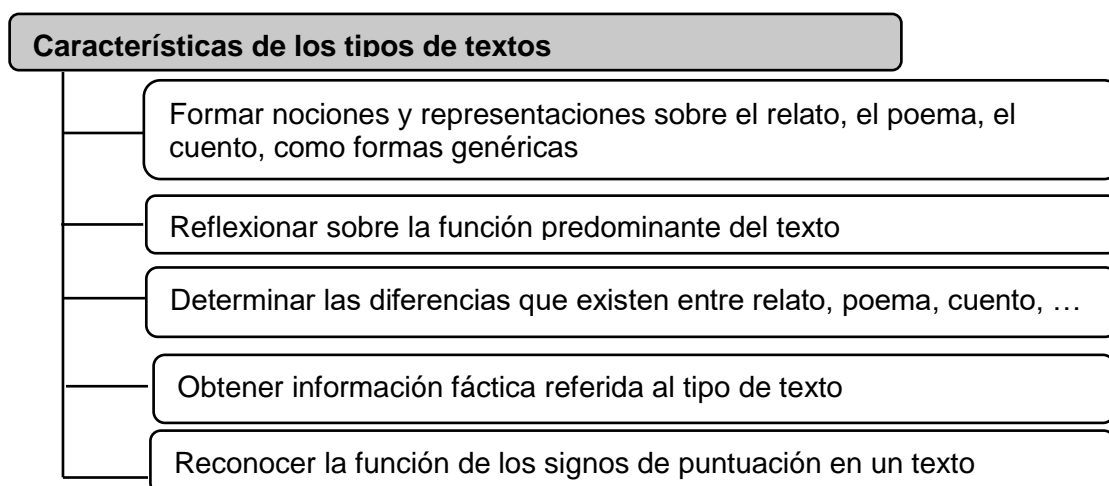 Características de los tipos de textos
Formar nociones y representaciones sobre el relato, el poema, el
cuento, como formas genéricas
Reflexionar sobre la función predominante del texto
Determinar las diferencias que existen entre relato, poema, cuento, …
Obtener información fáctica referida al tipo de texto
Reconocer la función de los signos de puntuación en un texto